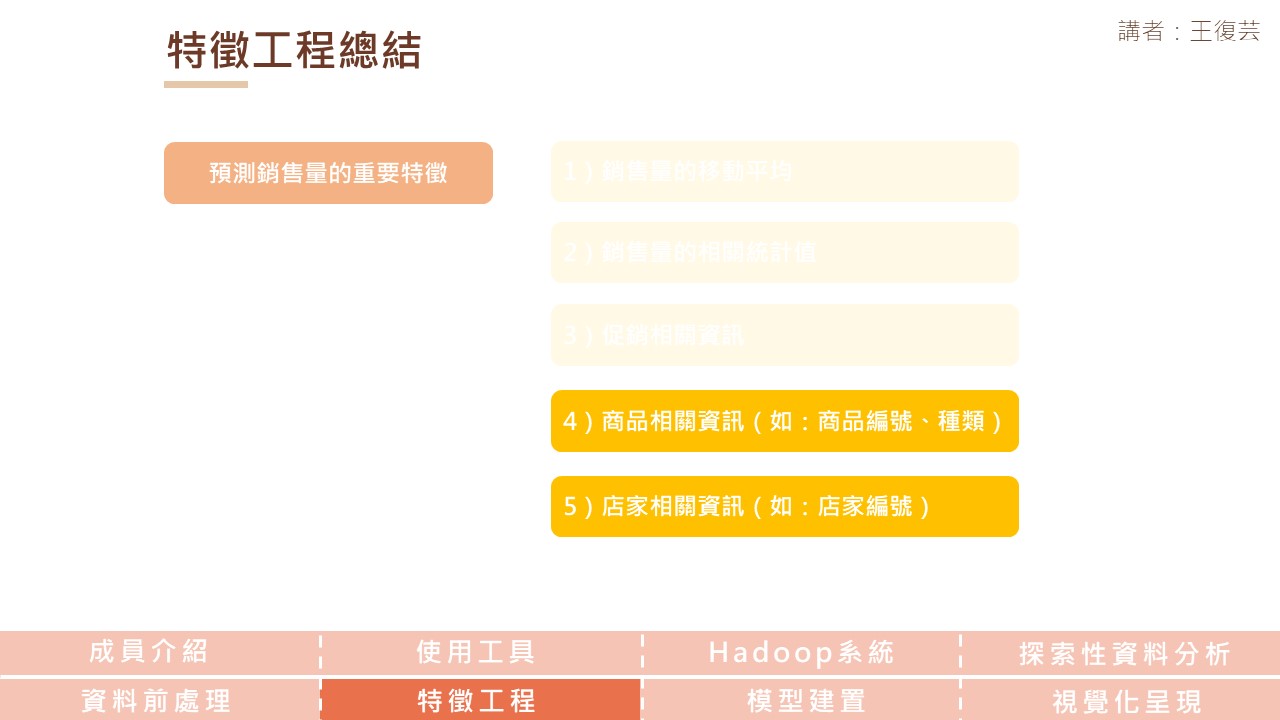 特徵工程總結
講者：王復芸
預測銷售量的重要特徵
1）銷售量的移動平均
2）銷售量的相關統計值
3）促銷相關資訊
4）商品相關資訊（如：商品編號、種類）
5）店家相關資訊（如：店家編號）
成員介紹
使用工具
Hadoop系統
探索性資料分析
資料前處理
特徵工程
模型建置
視覺化呈現